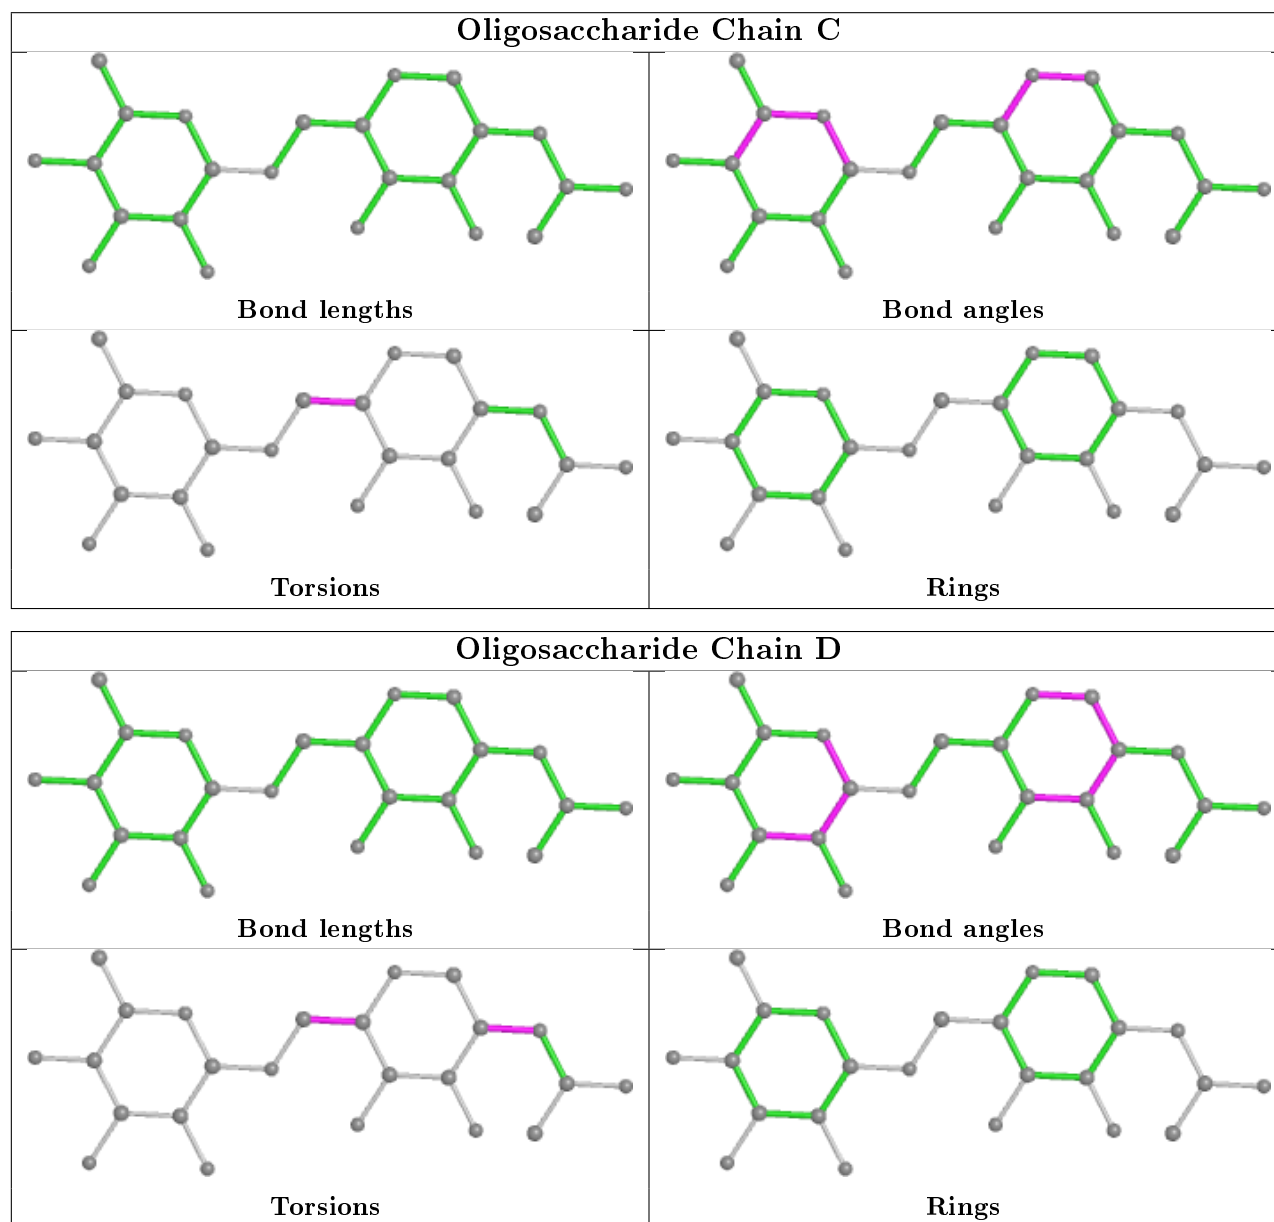 Oligosaccharide Chain C
Bond lengths
Bond angles
Torsions
Rings
Oligosaccharide Chain D
Bond lengths
Bond angles
Torsions
Rings